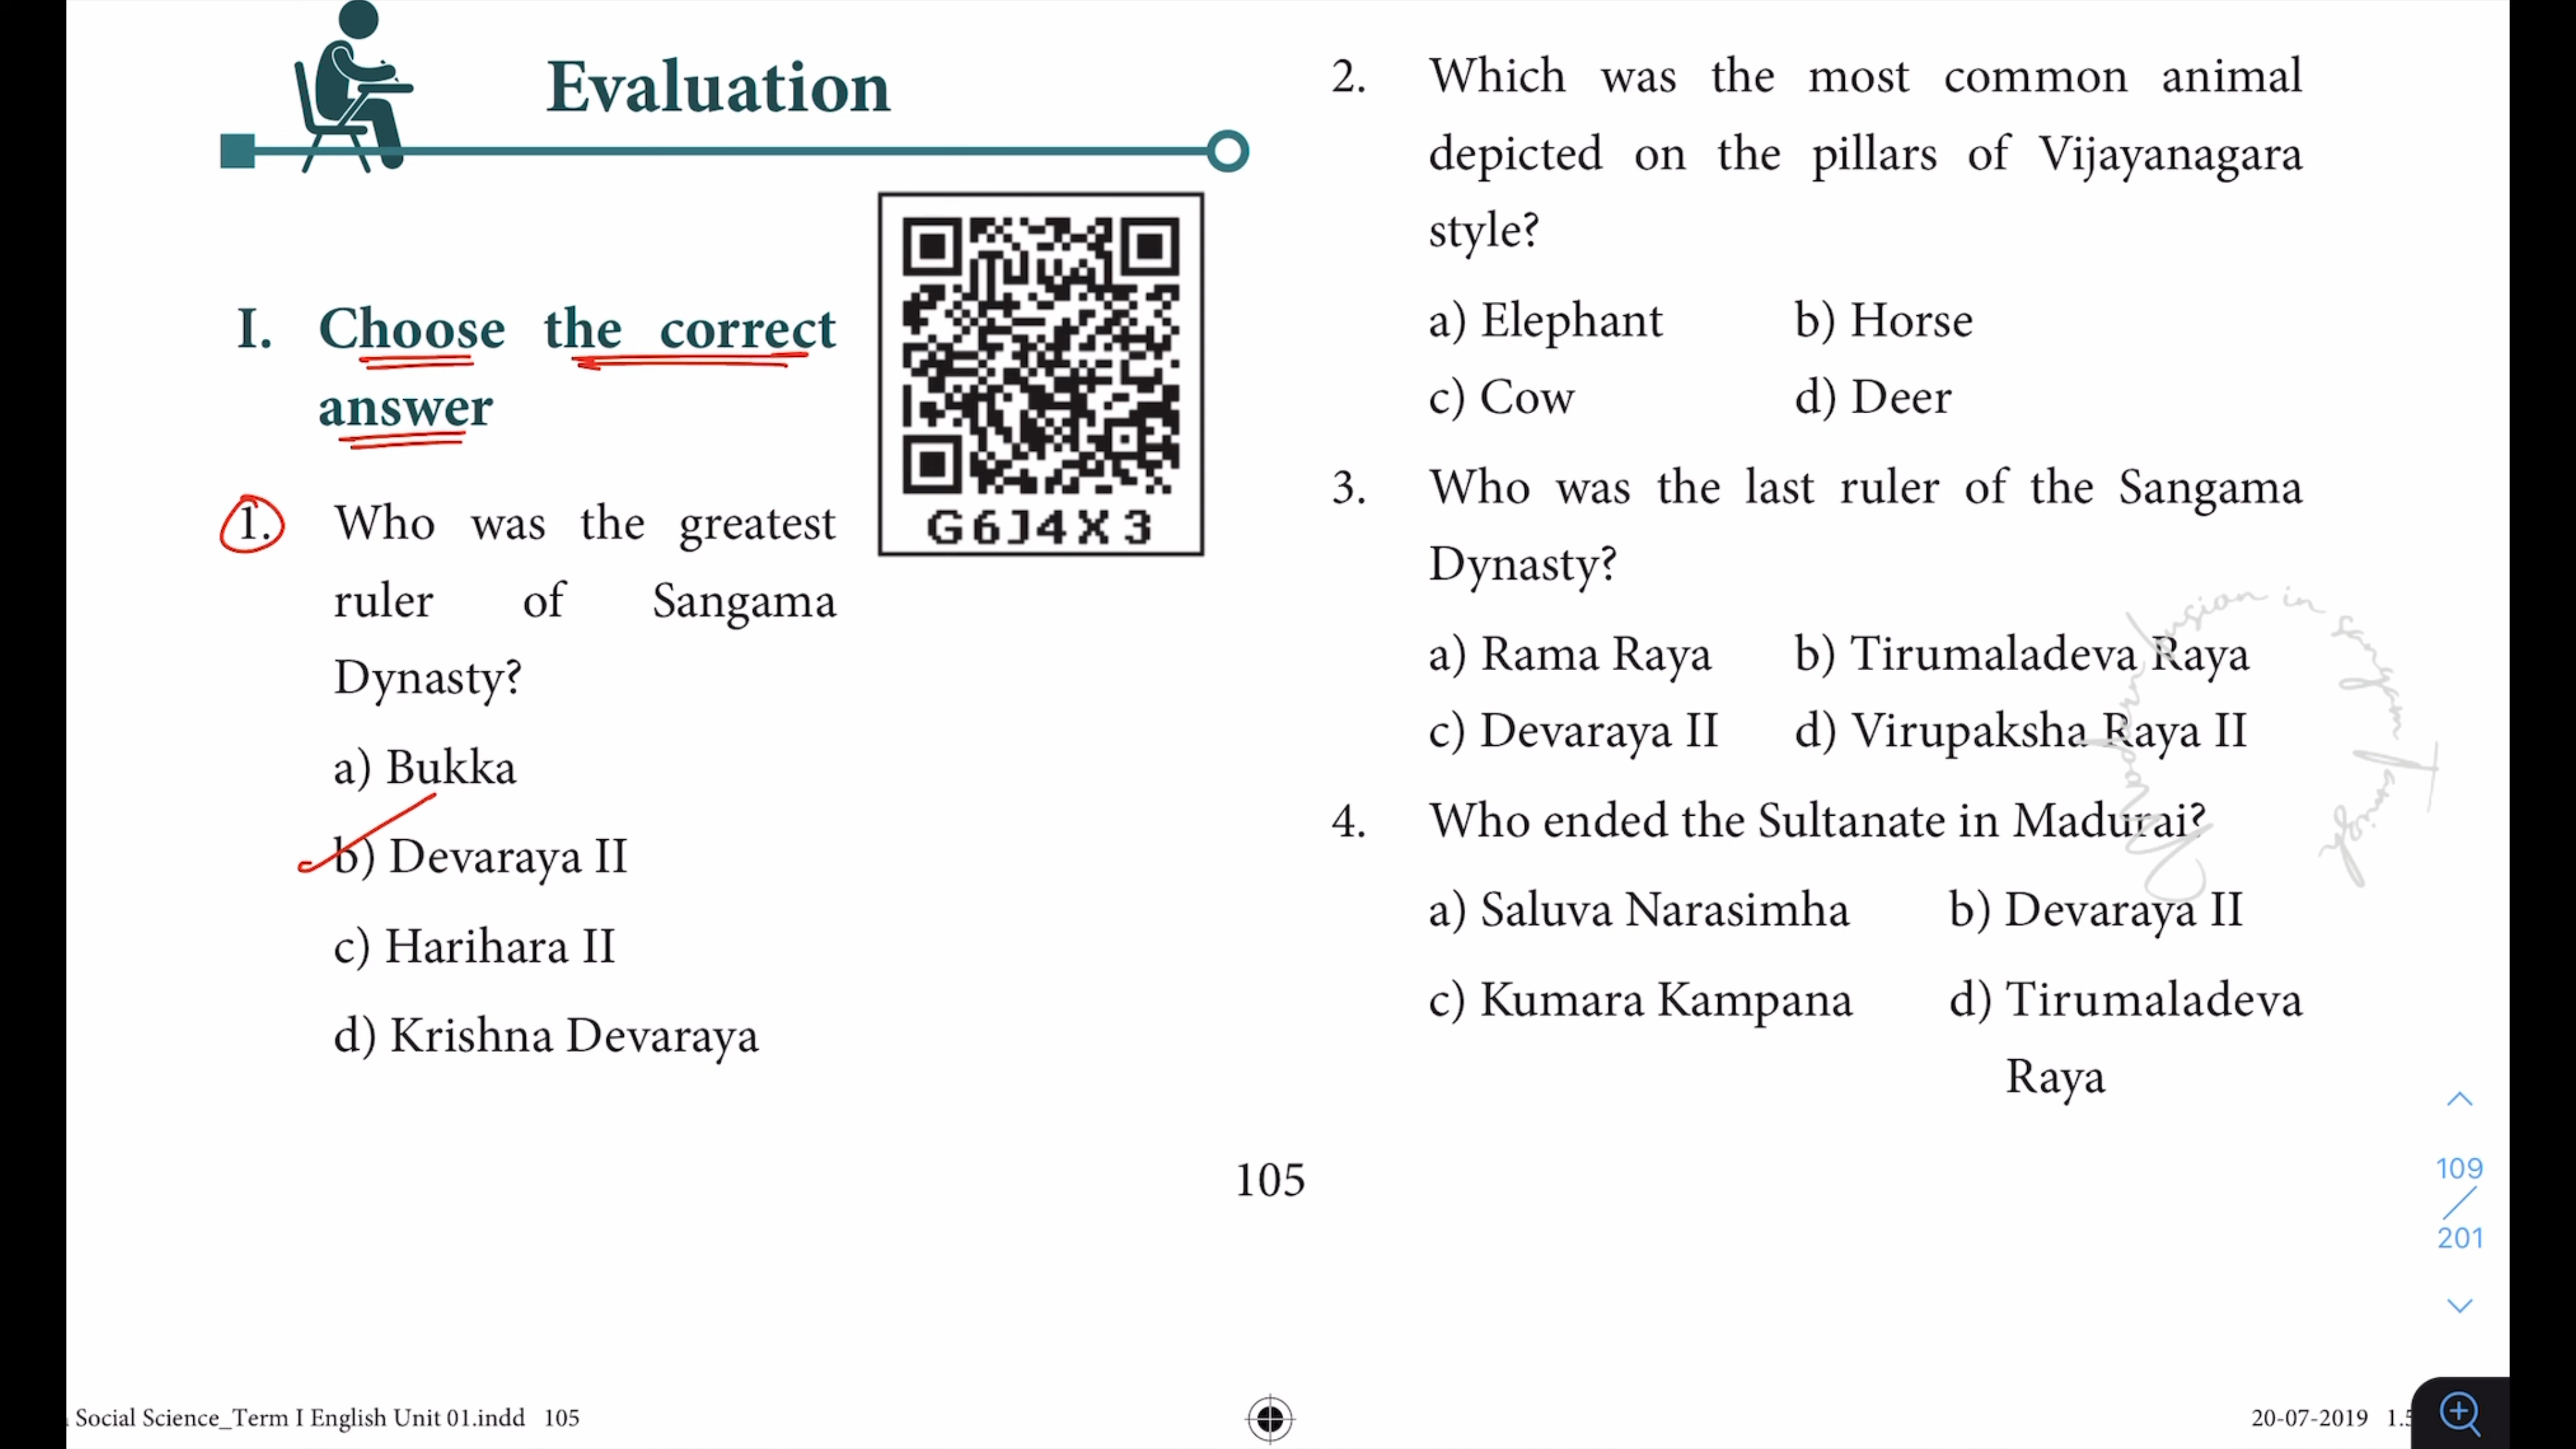 Evaluation
I. Choose the correct
answer
G6J4X3
1. Who was the greatest
ruler of Sangama
Dynasty?
a) Bukka
b) Devaraya II
c) Harihara II
d) Krishna Devaraya
2. Which was the most common animal
depicted on the pillars of Vijayanagara
style?
a) Elephant b) Horse
c) Cow d) Deer
3. Who was the last ruler of the Sangama
Dynasty?
a) Rama Raya b) Tirumaladeva Raya
c) Devaraya II d) Virupaksha Raya II
4. Who ended the Sultanate in Madurai?
a) Saluva Narasimha b) Devaraya II
c) Kumara Kampana d) Tirumaladeva
Raya
105
109
201
Social Science_Term I English Unit 01.indd 105
20-07-2019